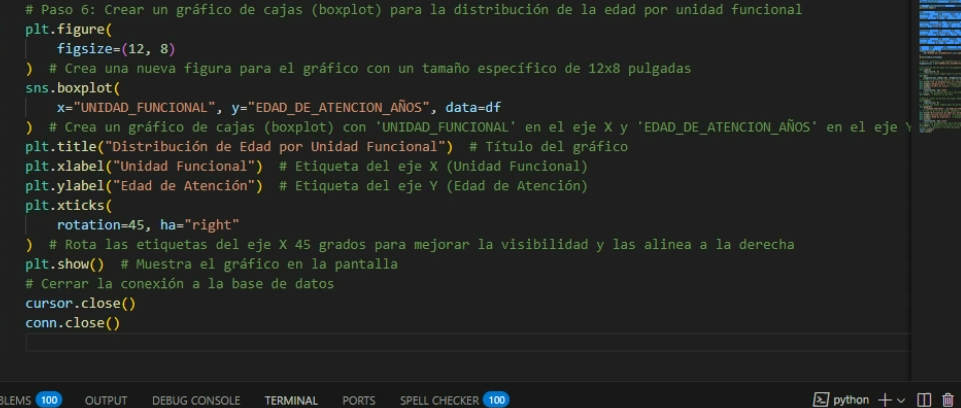 # Paso 6: Crear un gráfico de cajas (boxplot) para la distribución de la edad por unidad funcional
plt.figure(
    figsize=(12, 8)
)  # Crea una nueva figura para el gráfico con un tamaño específico de 12x8 pulgadas
sns.boxplot(
    x="UNIDAD_FUNCIONAL", y="EDAD_DE_ATENCION_AÑOS", data=df
)  # Crea un gráfico de cajas (boxplot) con 'UNIDAD_FUNCIONAL' en el eje X y 'EDAD_DE_ATENCION_AÑOS' en el eje Y
plt.title("Distribución de Edad por Unidad Funcional")  # Título del gráfico
plt.xlabel("Unidad Funcional")  # Etiqueta del eje X (Unidad Funcional)
plt.ylabel("Edad de Atención")  # Etiqueta del eje Y (Edad de Atención)
plt.xticks(
    rotation=45, ha="right"
)  # Rota las etiquetas del eje X 45 grados para mejorar la visibilidad y las alinea a la derecha
plt.show()  # Muestra el gráfico en la pantalla
# Cerrar la conexión a la base de datos
cursor.close()
conn.close()
BLEMS 100 OUTPUT DEBUG CONSOLE TERMINAL PORTS SPELL CHECKER 100 python